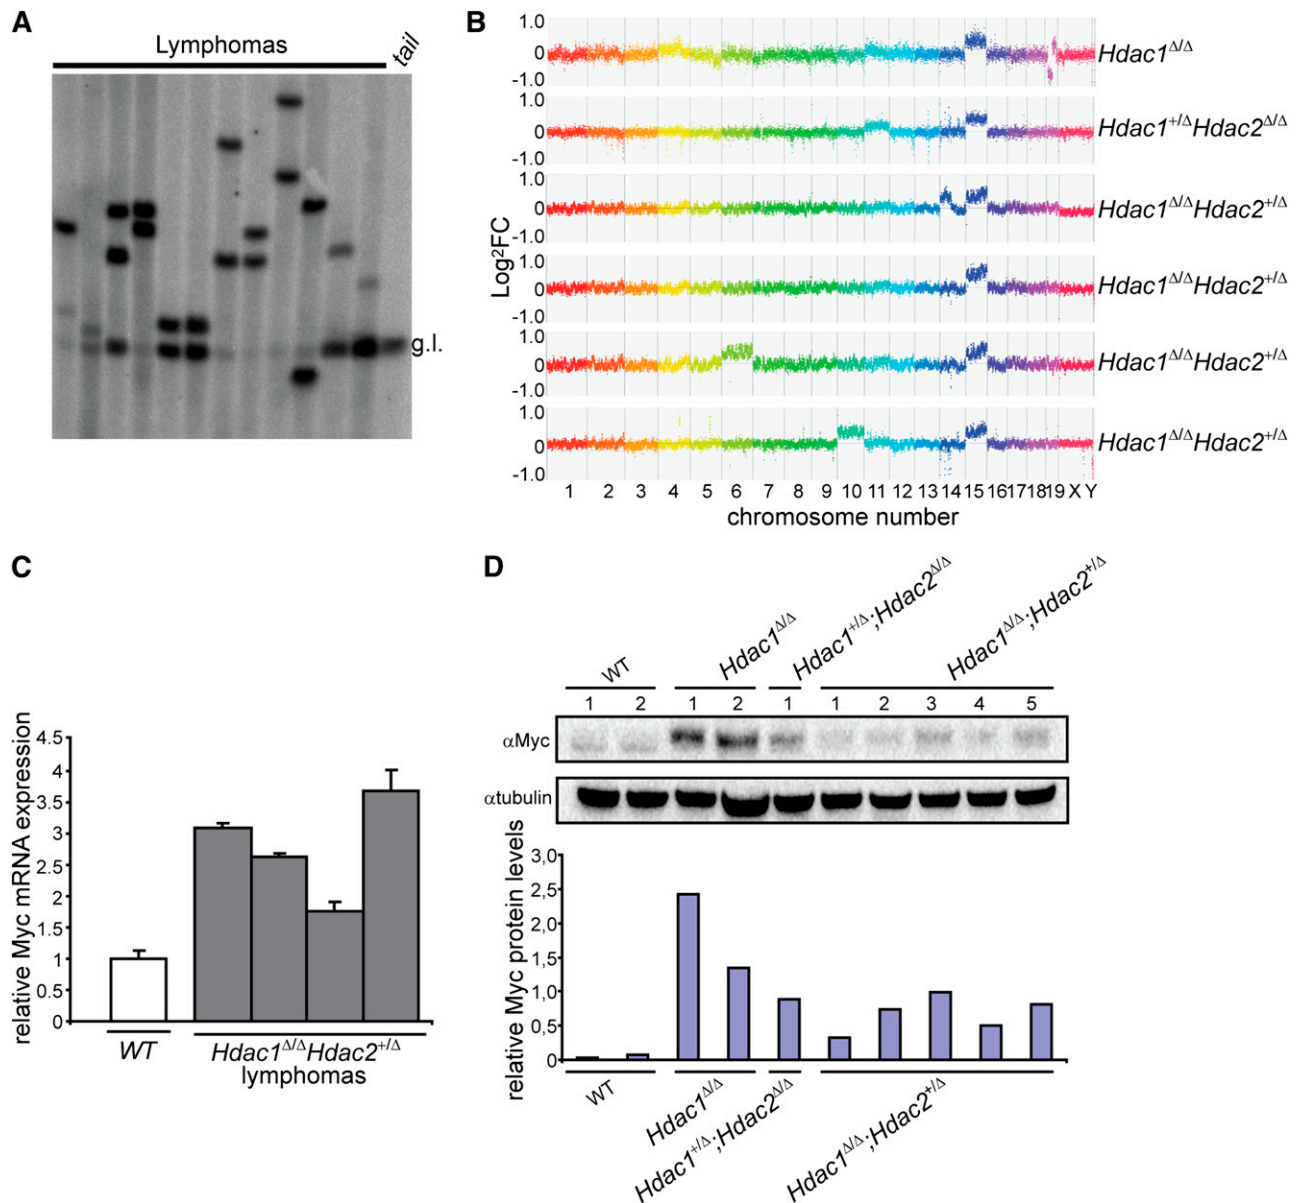 A
Lymphomas
tail
g.l.
B
1.0
0
-1.0
Hdac1Δ/Δ
1.0
0
-1.0
Hdac1+/ΔHdac2Δ/Δ
1.0
0
-1.0
Hdac1Δ/ΔHdac2+/Δ
1.0
0
-1.0
Hdac1Δ/ΔHdac2+/Δ
1.0
0
-1.0
Hdac1Δ/ΔHdac2+/Δ
1.0
0
-1.0
Hdac1Δ/ΔHdac2+/Δ
Log2FC
1 2 3 4 5 6 7 8 9 10 11 12 13 14 15 16 17 18 19 X Y
chromosome number
C
relative Myc mRNA expression
4.5
4
3.5
3
2.5
2
1.5
1
0.5
0
WT
Hdac1Δ/ΔHdac2+/Δ
lymphomas
D
WT
Hdac1Δ/Δ
Hdac1+/Δ;Hdac2Δ/Δ
Hdac1Δ/Δ;Hdac2+/Δ
1 2 1 2 1 1 2 3 4 5
αMyc
αtubulin
relative Myc protein levels
3,0
2,5
2,0
1,5
1,0
0,5
0
WT
Hdac1Δ/Δ
Hdac1+/Δ;Hdac2Δ/Δ
Hdac1Δ/Δ;Hdac2+/Δ